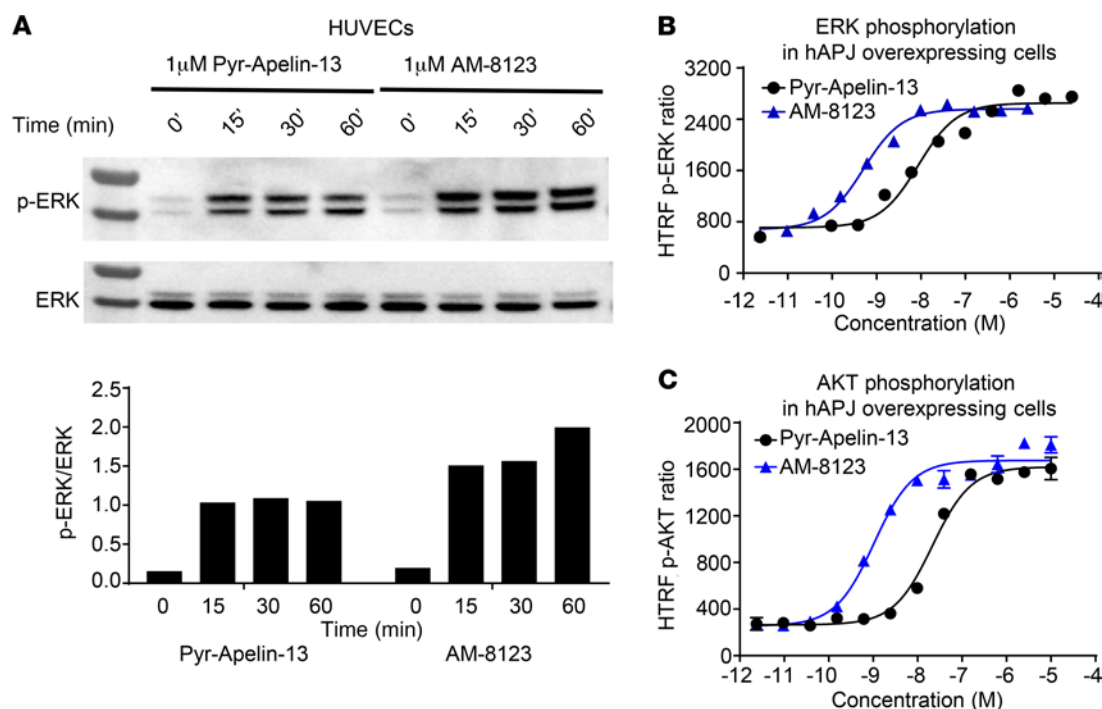 A
HUVECs
1μM Pyr-Apelin-13 1μM AM-8123
Time (min) 0' 15' 30' 60' 0' 15' 30' 60'
p-ERK
ERK
p-ERK/ERK
2.5
2.0
1.5
1.0
0.5
0.0
0 15 30 60 0 15 30 60
Time (min)
Pyr-Apelin-13 AM-8123
B
ERK phosphorylation
in hAPJ overexpressing cells
Pyr-Apelin-13
AM-8123
HTRF p-ERK ratio
3200
2400
1600
800
0
-12 -11 -10 -9 -8 -7 -6 -5 -4
Concentration (M)
C
AKT phosphorylation
in hAPJ overexpressing cells
Pyr-Apelin-13
AM-8123
HTRF p-AKT ratio
2000
1600
1200
800
400
0
-12 -11 -10 -9 -8 -7 -6 -5 -4
Concentration (M)